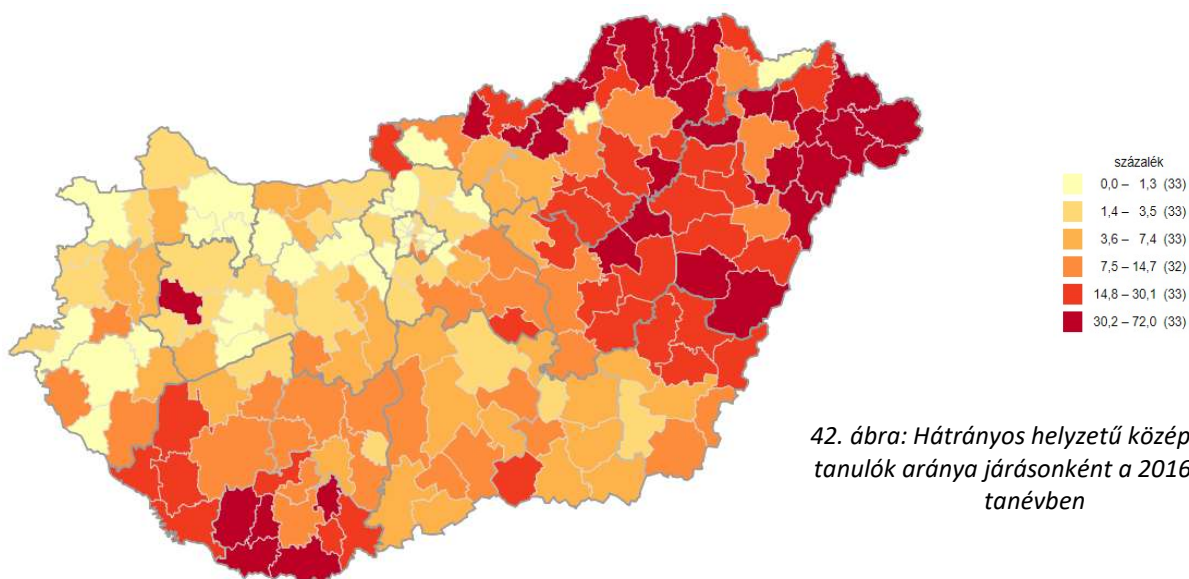 százalék
0,0 – 1,3 (33)
1,4 – 3,5 (33)
3,6 – 7,4 (33)
7,5 – 14,7 (32)
14,8 – 30,1 (33)
30,2 – 72,0 (33)
42. ábra: Hátrányos helyzetű közép
tanulók aránya járásonként a 2016
tanévben